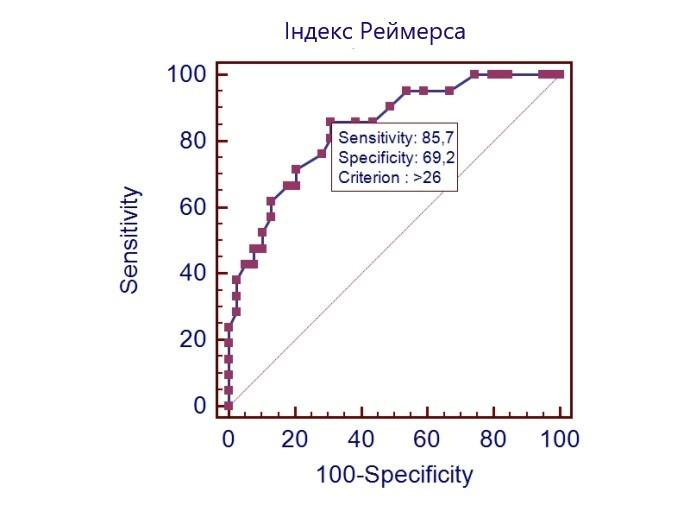 Індекс Реймерса
100
80
60
40
20
0
Sensitivity
Sensitivity: 85,7
Specificity: 69,2
Criterion : >26
0 20 40 60 80 100
100-Specificity